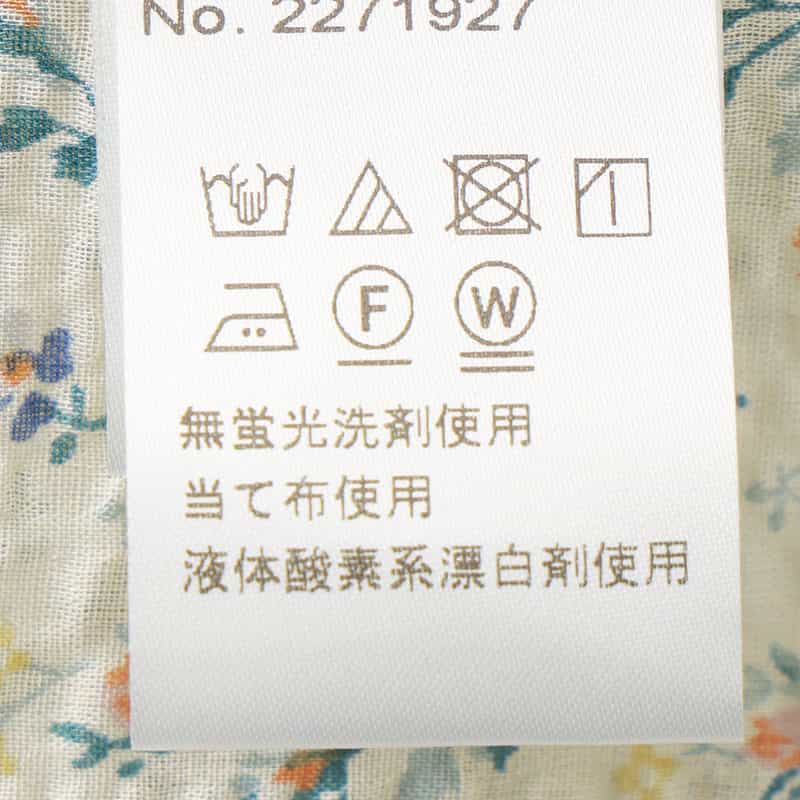 No. 2271927
F W
無蛍光洗剤使用
当て布使用
液体酸素系漂白剤使用